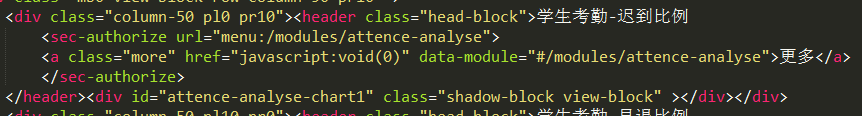 <div class="column-50 pl0 pr10"><header class="head-block">学生考勤-迟到比例
<sec-authorize url="menu:/modules/attence-analyse">
<a class="more" href="javascript:void(0)" data-module="#/modules/attence-analyse">更多</a>
</sec-authorize>
</header><div id="attence-analyse-chart1" class="shadow-block view-block" ></div></div>
<div class="column-50 pl10 pr0"><header class="head-block">学生考勤-早退比例